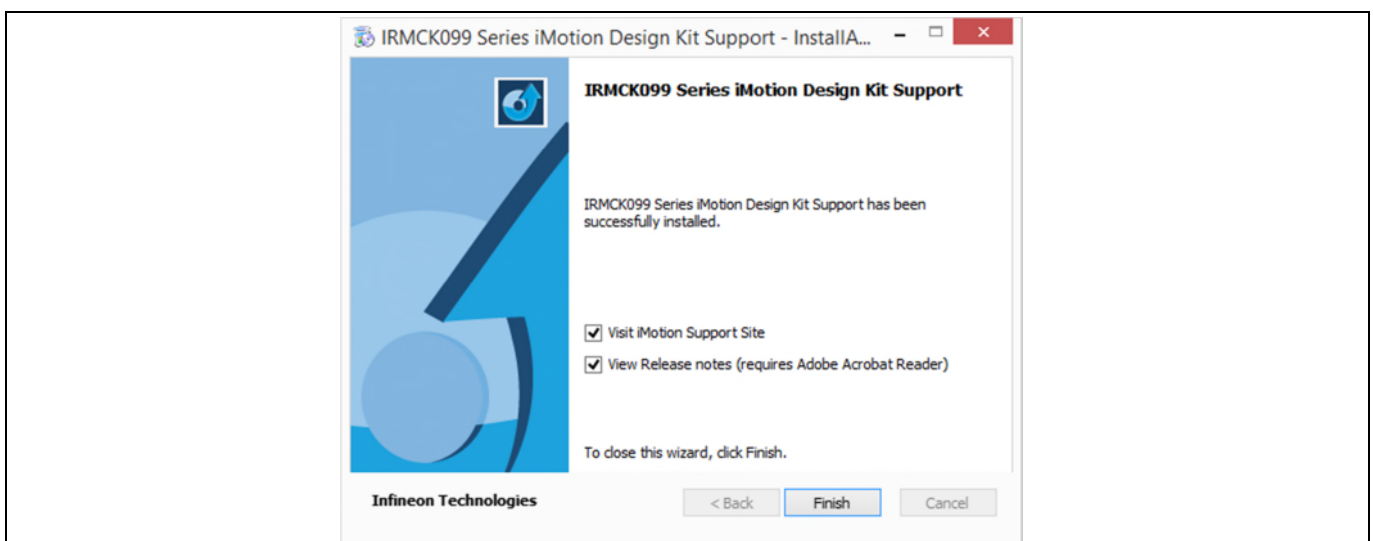 IRMCK099 Series iMotion Design Kit Support - InstallA...
IRMCK099 Series iMotion Design Kit Support
IRMCK099 Series iMotion Design Kit Support has been
successfully installed.
Visit iMotion Support Site
View Release notes (requires Adobe Acrobat Reader)
To close this wizard, click Finish.
Infineon Technologies
< Back
Finish
Cancel